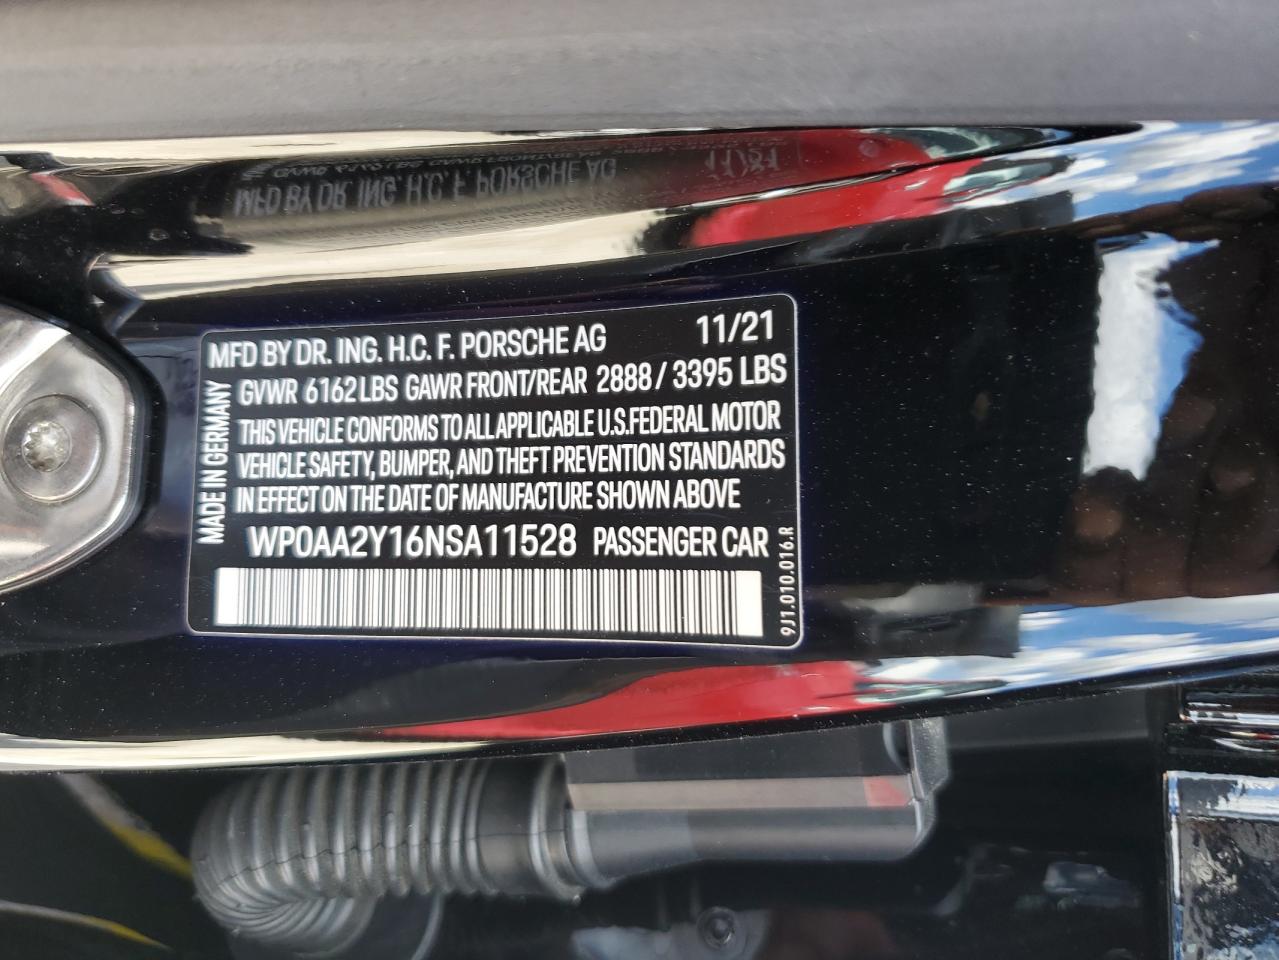 MFD BY DR. ING. H.C. F. PORSCHE AG 11/21
GVWR 6162 LBS GAWR FRONT/REAR 2888 / 3395 LBS
THIS VEHICLE CONFORMS TO ALL APPLICABLE U.S. FEDERAL MOTOR
VEHICLE SAFETY, BUMPER, AND THEFT PREVENTION STANDARDS
IN EFFECT ON THE DATE OF MANUFACTURE SHOWN ABOVE
WP0AA2Y16NSA11528 PASSENGER CAR
MADE IN GERMANY
9J1.010.016.R